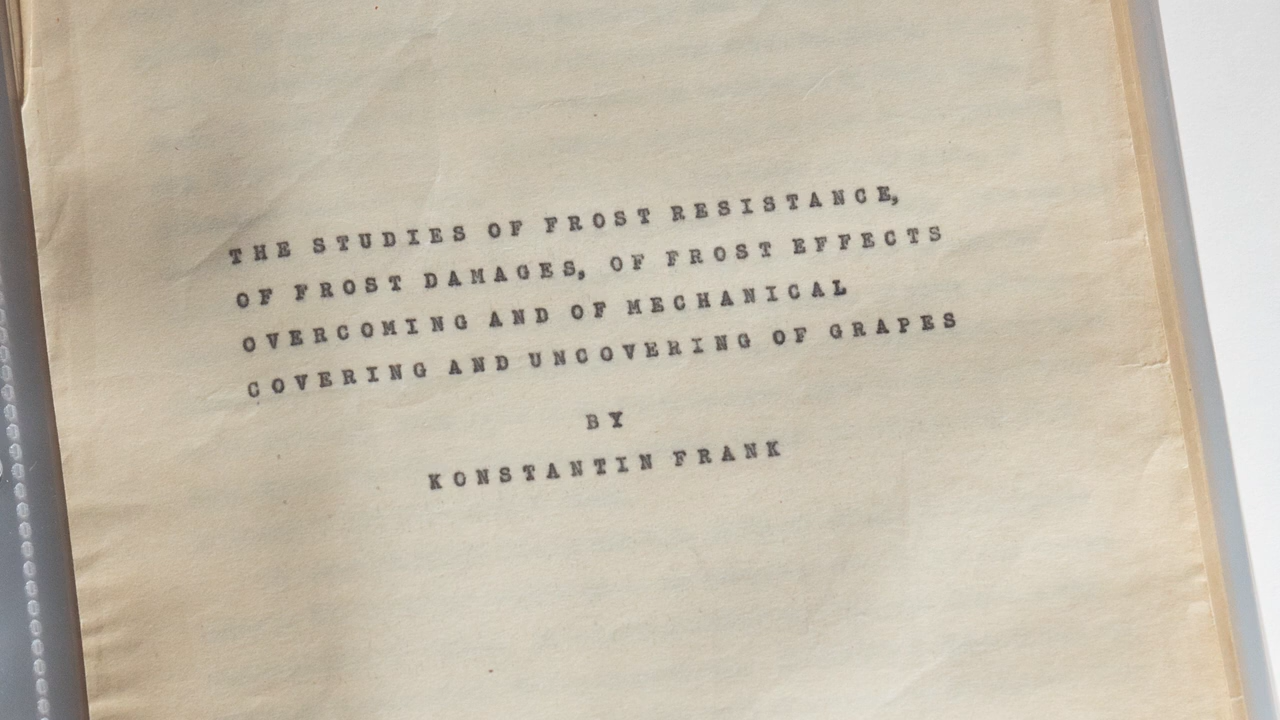 THE STUDIES OF FROST RESISTANCE,
OF FROST DAMAGES, OF FROST EFFECTS
OVERCOMING AND OF MECHANICAL
COVERING AND UNCOVERING OF GRAPES
BY
KONSTANTIN FRANK